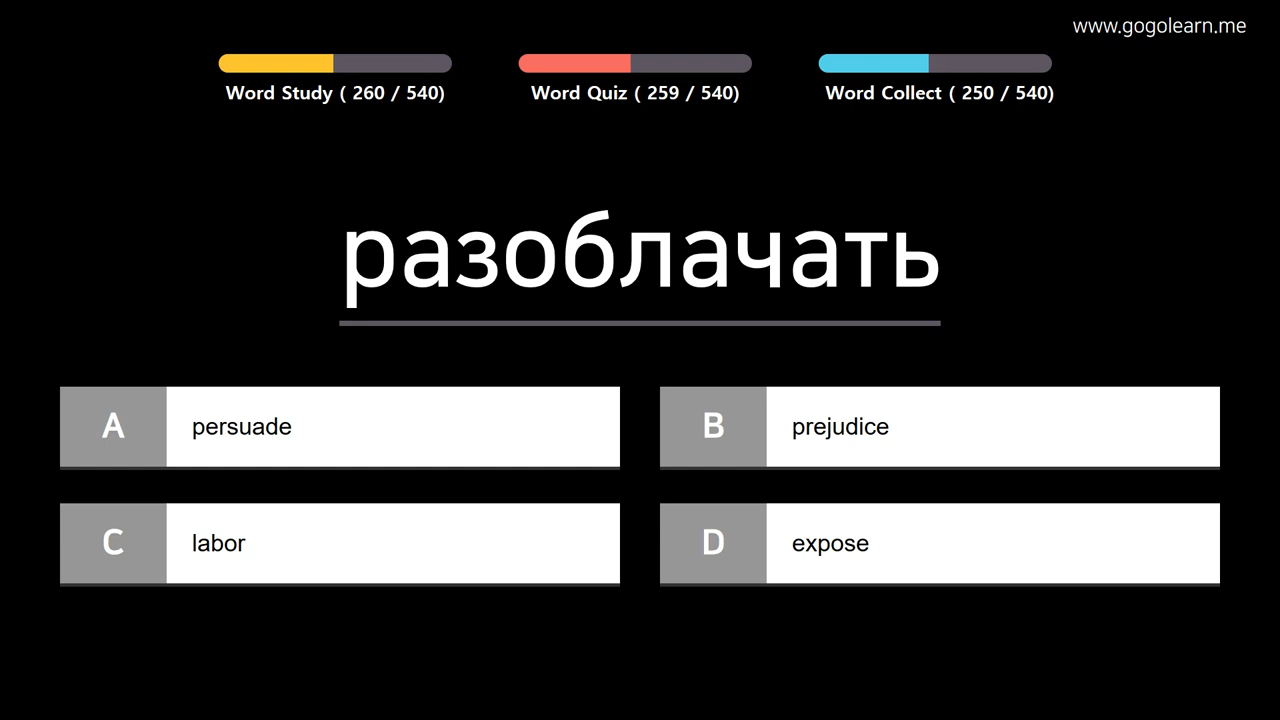 www.gogolearn.me
Word Study ( 260 / 540)
Word Quiz ( 259 / 540)
Word Collect ( 250 / 540)
разоблачать
A persuade
B prejudice
C labor
D expose